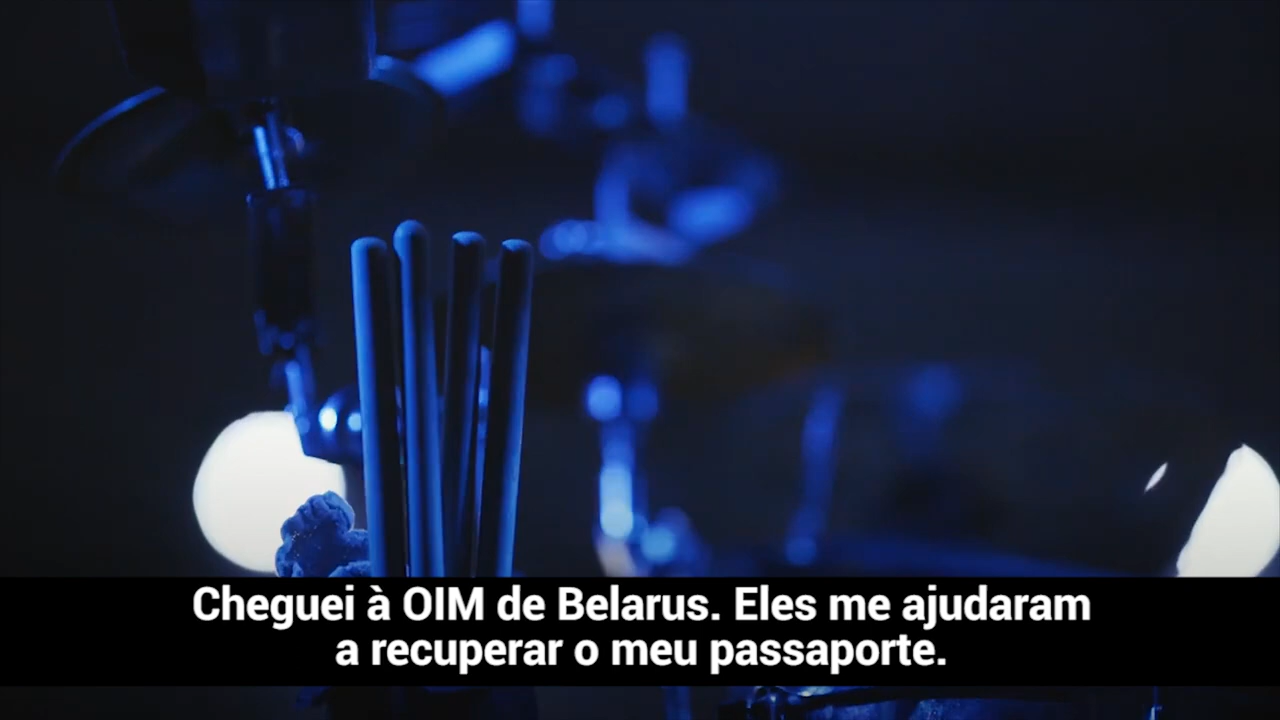 Cheguei à OIM de Belarus. Eles me ajudaram
a recuperar o meu passaporte.